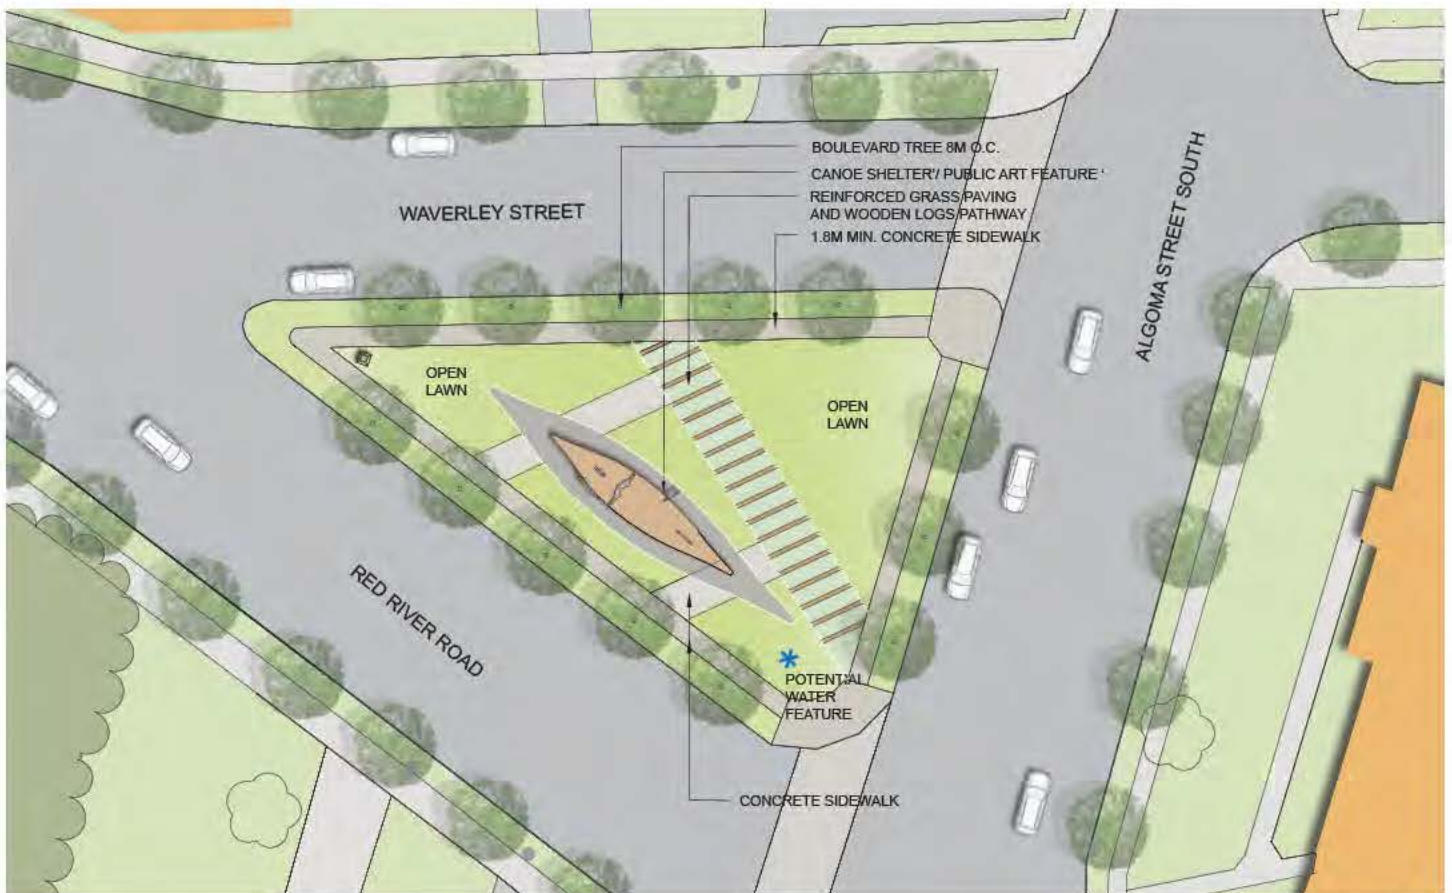 BOULEVARD TREE 8M O.C.
CANOE SHELTER'/ PUBLIC ART FEATURE '
REINFORCED GRASS PAVING
AND WOODEN LOGS PATHWAY
1.8M MIN. CONCRETE SIDEWALK
WAVERLEY STREET
ALGOMA STREET SOUTH
OPEN
LAWN
OPEN
LAWN
RED RIVER ROAD
POTENTIAL
WATER
FEATURE
CONCRETE SIDEWALK